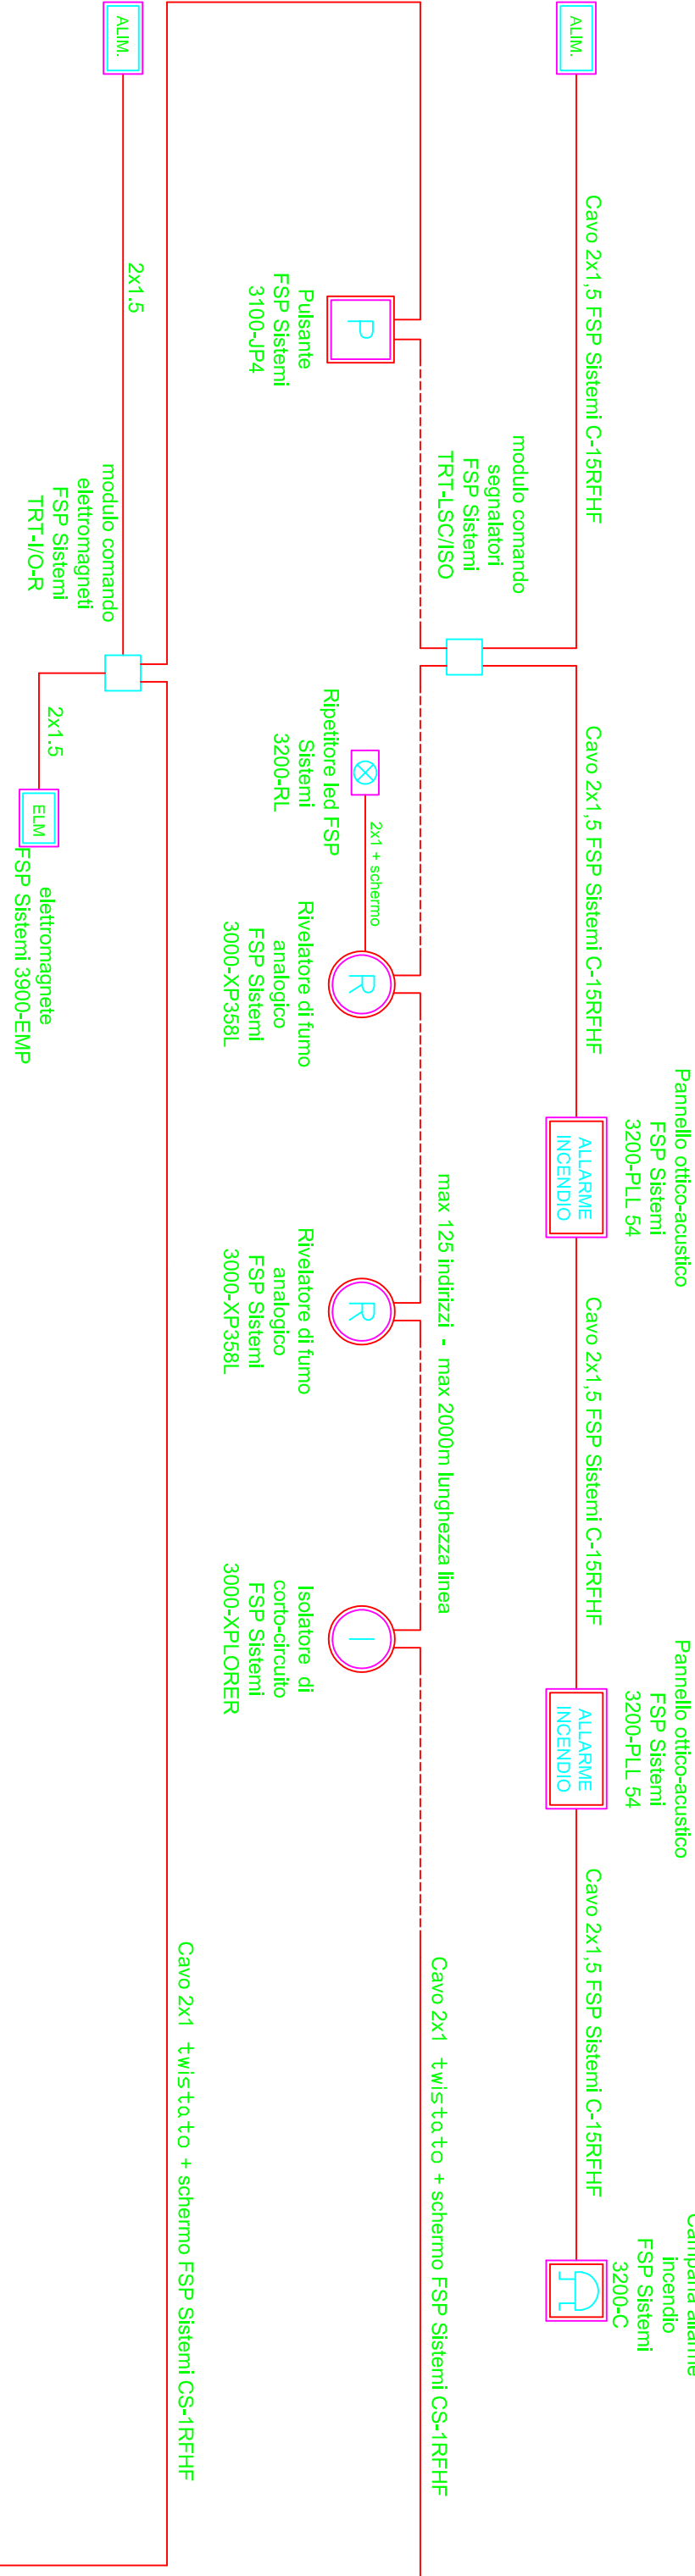 ALIM.
Cavo 2x1,5 FSP Sistemi C-15RFHF
Cavo 2x1,5 FSP Sistemi C-15RFHF
Pannello ottico-acustico
FSP Sistemi
3200-PLL 54
ALLARME
INCENDIO
Cavo 2x1,5 FSP Sistemi C-15RFHF
Pannello ottico-acustico
FSP Sistemi
3200-PLL 54
ALLARME
INCENDIO
Cavo 2x1,5 FSP Sistemi C-15RFHF
Campana allarme
incendio
FSP Sistemi
3200-C
modulo comando
segnalatori
FSP Sistemi
TRT-LSC/ISO
max 125 indirizzi - max 2000m lunghezza linea
Cavo 2x1 twistato + schermo FSP Sistemi CS-1RFHF
P
Pulsante
FSP Sistemi
3100-JP4
2x1 + schermo
Ripetitore led FSP
Sistemi
3200-RL
R
Rivelatore di fumo
analogico
FSP Sistemi
3000-XP358L
R
Rivelatore di fumo
analogico
FSP Sistemi
3000-XP358L
I
Isolatore di
corto-circuito
FSP Sistemi
3000-XPLORER
Cavo 2x1 twistato + schermo FSP Sistemi CS-1RFHF
ALIM.
2x1.5
modulo comando
elettromagneti
FSP Sistemi
TRT-I/O-R
2x1.5
ELM
elettromagnete
FSP Sistemi 3900-EMP